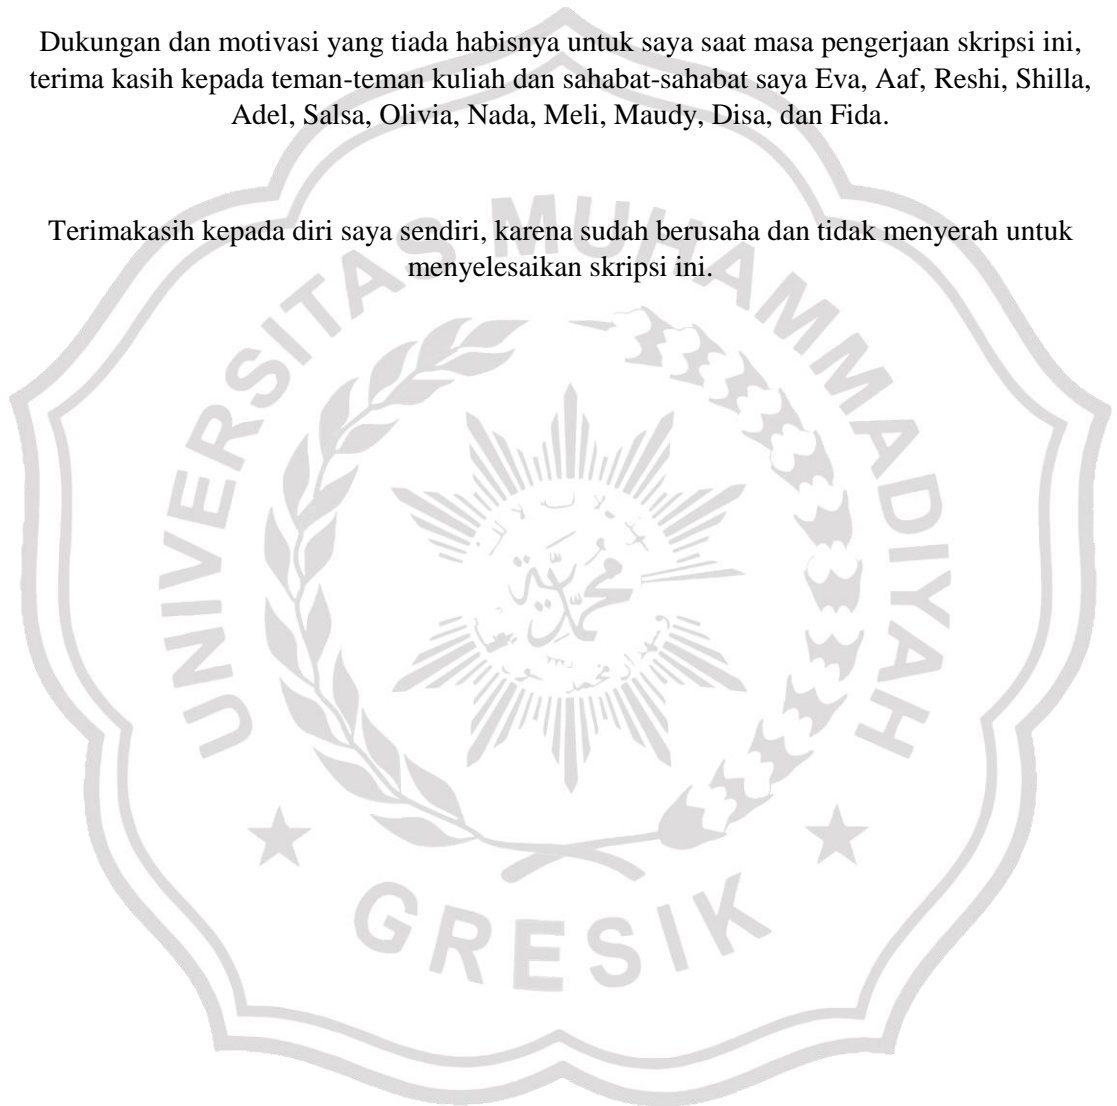 Dukungan dan motivasi yang tiada habisnya untuk saya saat masa pengerjaan skripsi ini,
terima kasih kepada teman-teman kuliah dan sahabat-sahabat saya Eva, Aaf, Reshi, Shilla,
Adel, Salsa, Olivia, Nada, Meli, Maudy, Disa, dan Fida.
Terimakasih kepada diri saya sendiri, karena sudah berusaha dan tidak menyerah untuk
menyelesaikan skripsi ini.
UNIVERSITAS MUHAMMADIYAH
محمدية
GRESIK